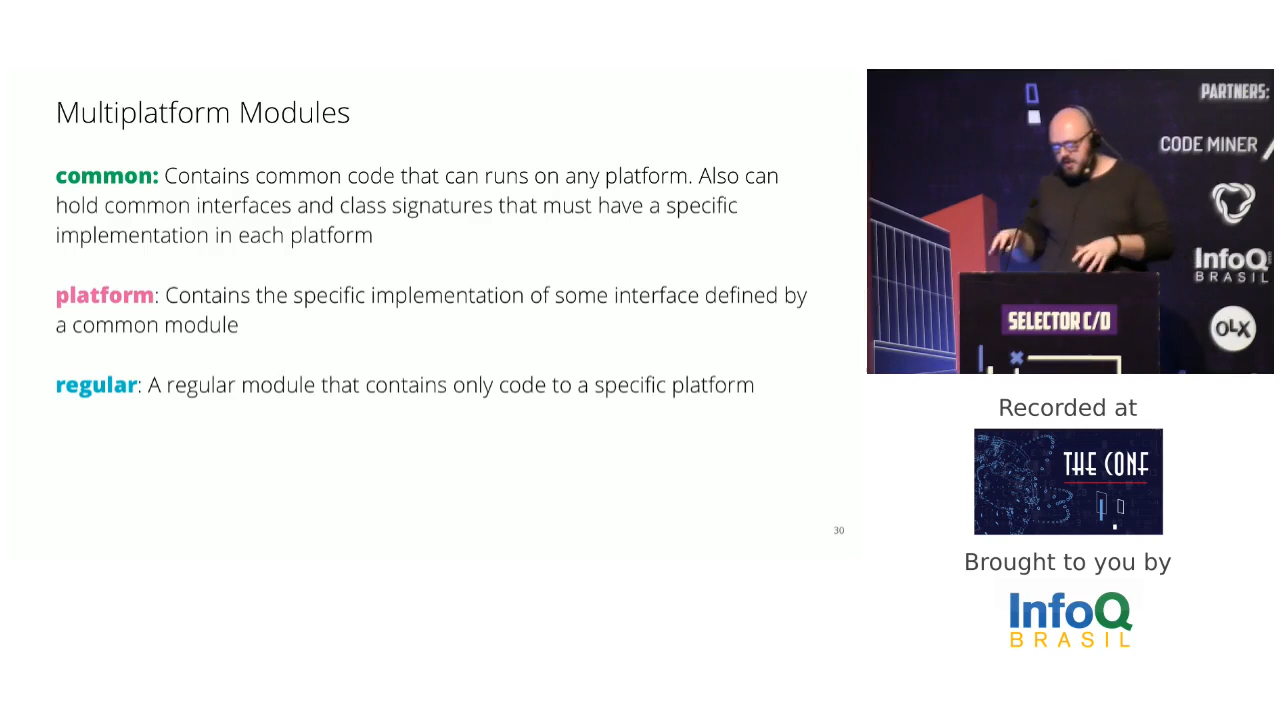 Multiplatform Modules
common: Contains common code that can runs on any platform. Also can
hold common interfaces and class signatures that must have a specific
implementation in each platform
platform: Contains the specific implementation of some interface defined by
a common module
regular: A regular module that contains only code to a specific platform
30
PARTNERS:
CODE MINER
InfoQ
BRASIL
OLX
SELECTOR C/D
Recorded at
THE CONF
Brought to you by
InfoQ
BRASIL